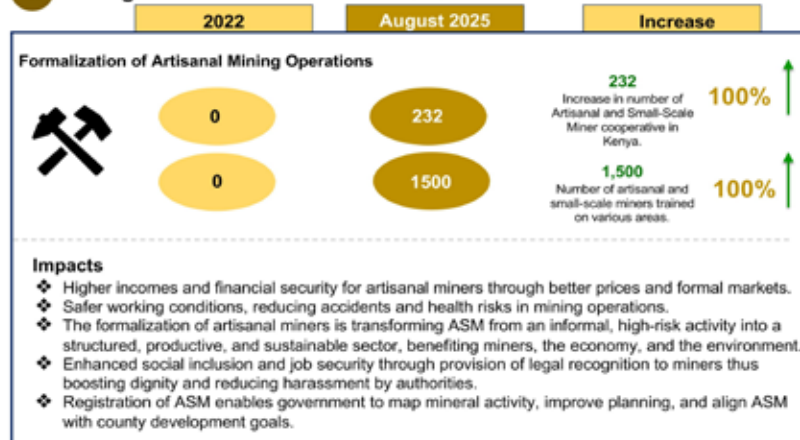 2022
August 2025
Increase
Formalization of Artisanal Mining Operations
0
232
232
Increase in number of
Artisanal and Small-Scale
Miner cooperative in
Kenya.
100%
0
1500
1,500
Number of artisanal and
small-scale miners trained
on various areas.
100%
Impacts
❖ Higher incomes and financial security for artisanal miners through better prices and formal markets.
❖ Safer working conditions, reducing accidents and health risks in mining operations.
❖ The formalization of artisanal miners is transforming ASM from an informal, high-risk activity into a
structured, productive, and sustainable sector, benefiting miners, the economy, and the environment.
❖ Enhanced social inclusion and job security through provision of legal recognition to miners thus
boosting dignity and reducing harassment by authorities.
❖ Registration of ASM enables government to map mineral activity, improve planning, and align ASM
with county development goals.